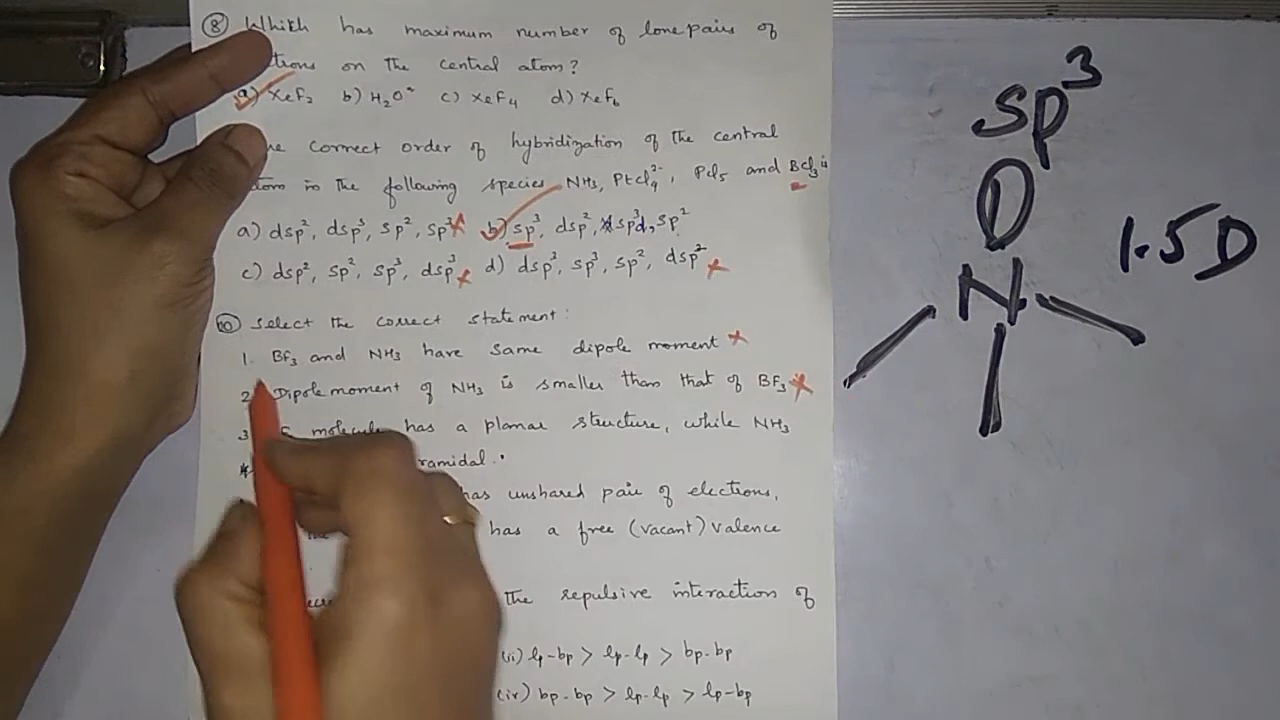 ⑧ Which has maximum number of lone pairs of
ctions on the central atom?
a) XeF₂ b) H₂O c) XeF₄ d) XeF₆
he correct order of hybridization of the central
atom in the following species NH₃, PtCl₄²⁻, PCl₅ and BCl₃ is
a) dsp², dsp³, sp², sp³ b) sp³, dsp², sp³d, sp²
c) dsp², sp², sp³, dsp³ d) dsp³, sp³, sp², dsp²
⑩ Select the correct statement:
1. BF₃ and NH₃ have same dipole moment
2. Dipole moment of NH₃ is smaller than that of BF₃
3 molecule has a planar structure, while NH₃
ramidal.
has unshared pair of elections,
has a free (vacant) valence
the repulsive interaction of
(ii) lp-bp > lp-lp > bp-bp
(iv) bp-bp > lp-lp > lp-bp
sp³
N
1.5D